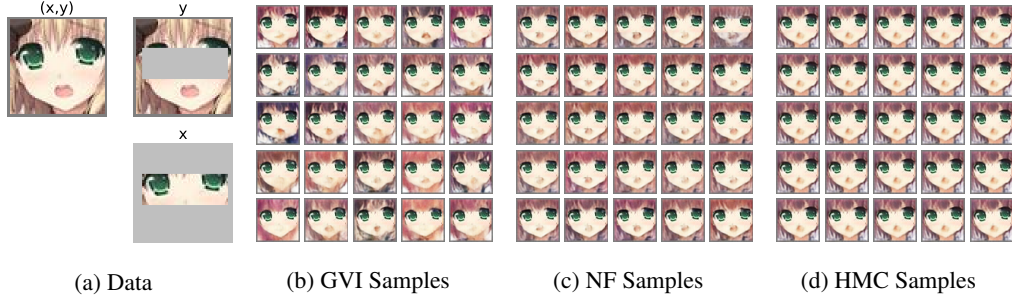 (x,y)
y
x
(a) Data
(b) GVI Samples
(c) NF Samples
(d) HMC Samples